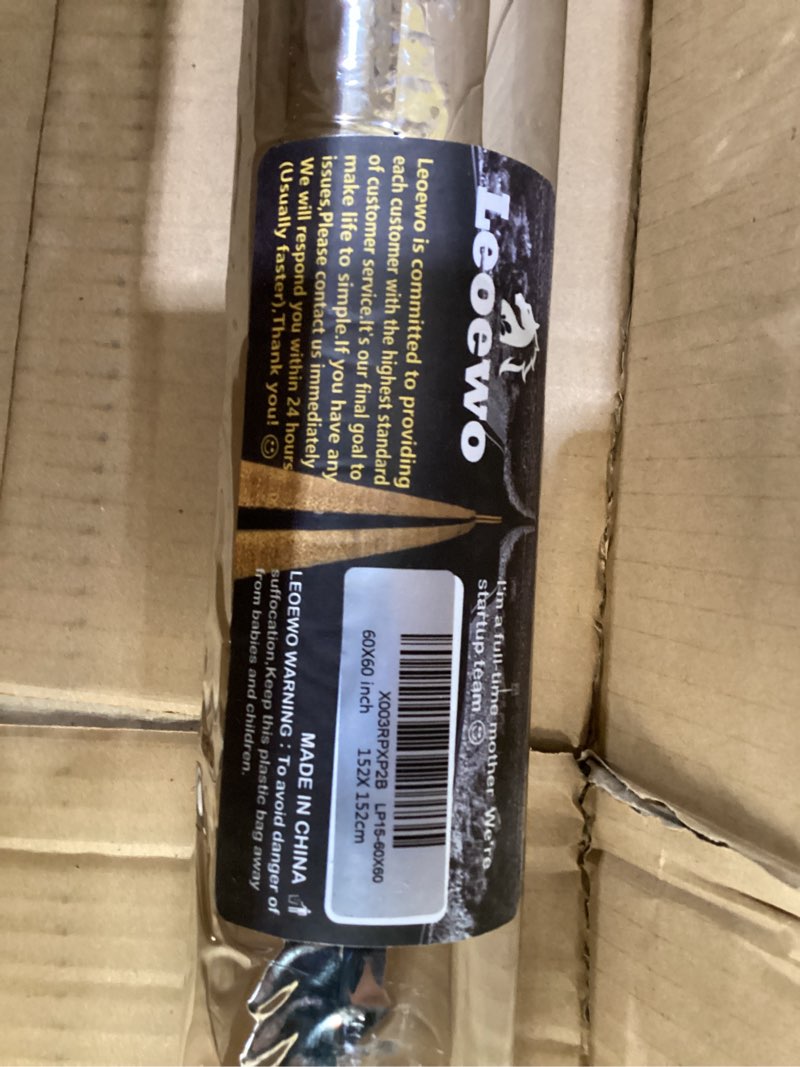 Leoewo
Leoewo is committed to providing
each customer with the highest standard
of customer service.It's our final goal to
make life to simple.If you have any
issues,Please contact us immediately
We will respond you within 24 hours
(Usually faster),Thank you! ☺
I'm a full-time mother We're
startup team ☺
X003RPXP2B LP15-60X60
60X60 inch 152X 152cm
MADE IN CHINA
LEOEWO WARNING : To avoid danger of
suffocation,Keep this plastic bag away
from babies and children.